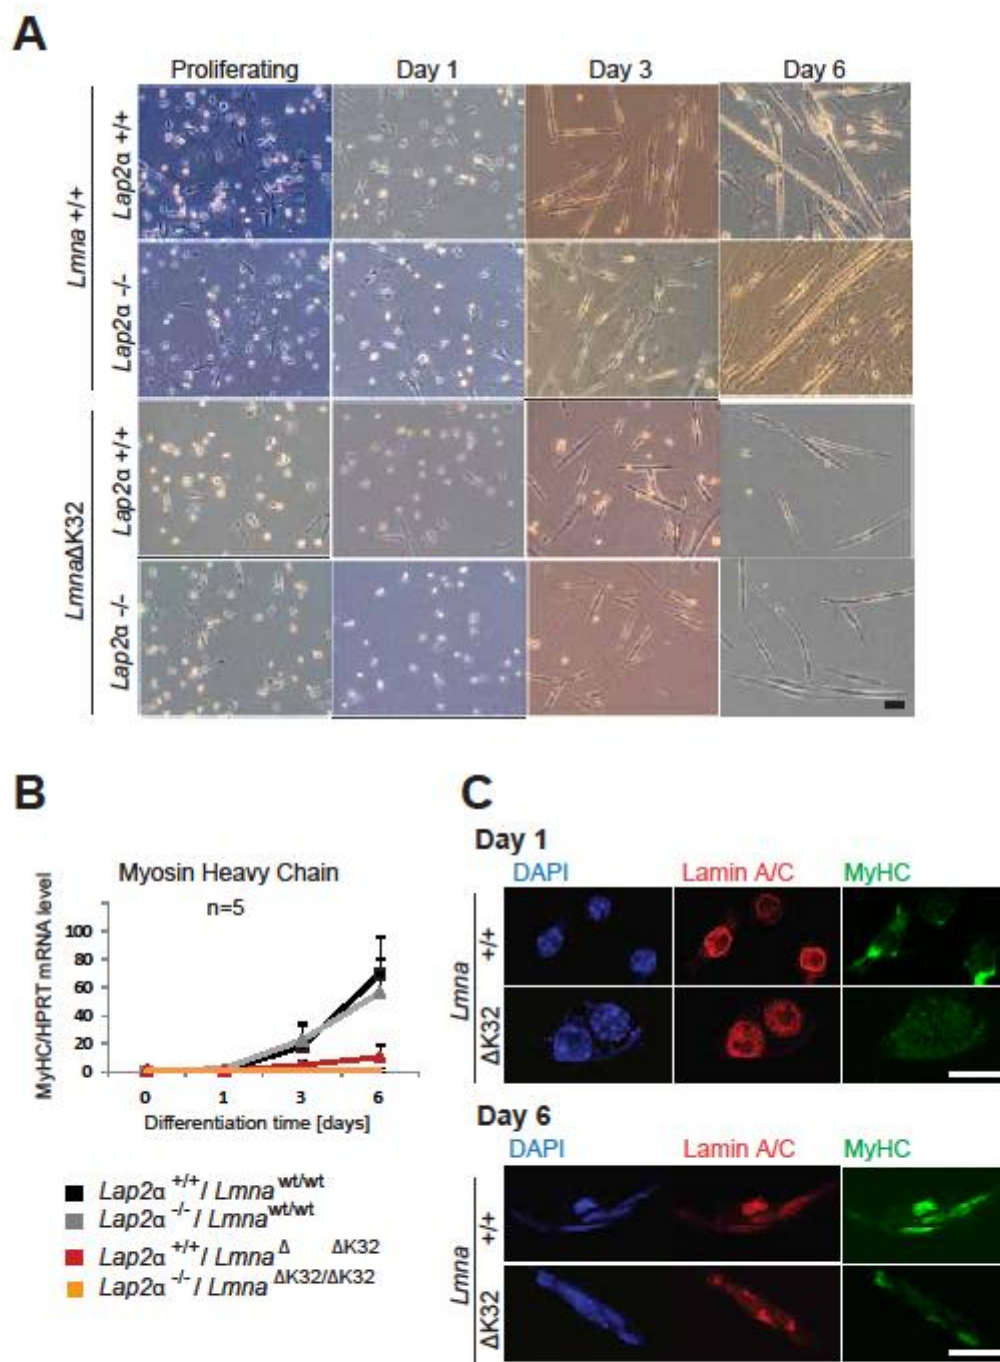 A
Proliferating Day 1 Day 3 Day 6
Lmna +/+
Lap2α +/+
Lap2α -/-
LmnaΔK32
Lap2α +/+
Lap2α -/-
B
Myosin Heavy Chain
n=5
MyHC/HPRT mRNA level
100
80
60
40
20
0
0 1 3 6
Differentiation time [days]
Lap2α +/+ / Lmna wt/wt
Lap2α -/- / Lmna wt/wt
Lap2α +/+ / Lmna Δ ΔK32
Lap2α -/- / Lmna ΔK32/ΔK32
C
Day 1
DAPI Lamin A/C MyHC
Lmna
+/+
ΔK32
Day 6
DAPI Lamin A/C MyHC
Lmna
+/+
ΔK32